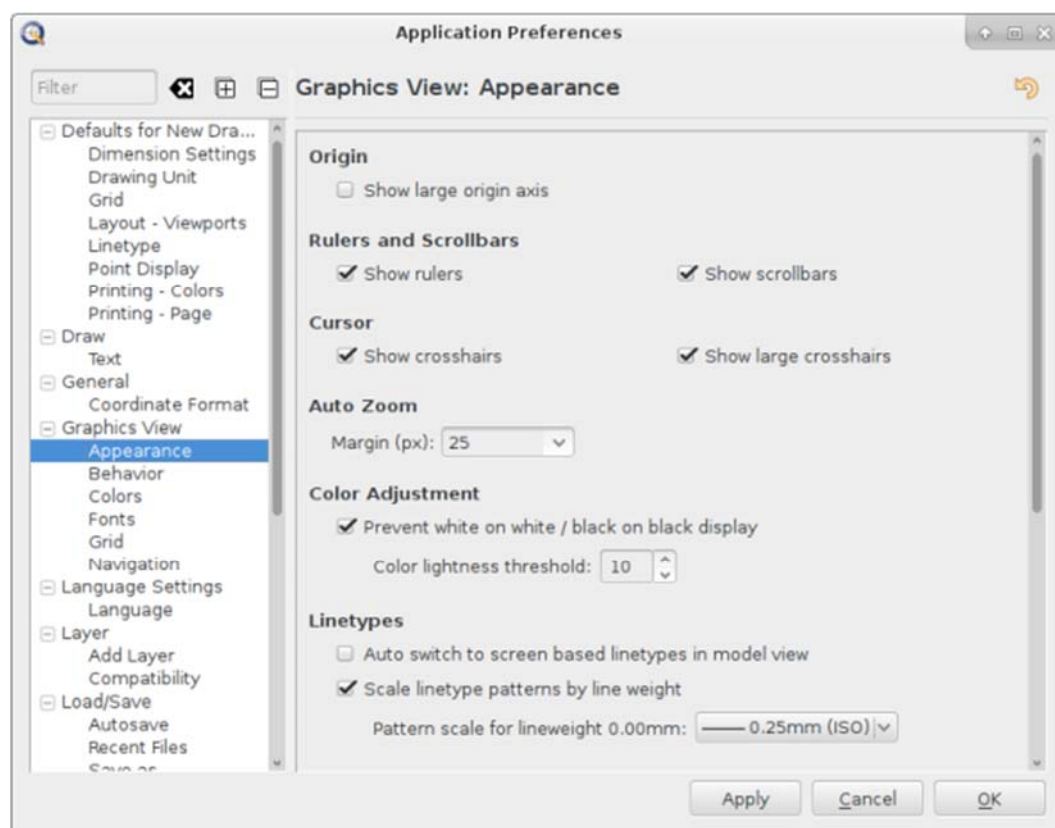 Application Preferences
Filter
Graphics View: Appearance
Defaults for New Dra...
Dimension Settings
Drawing Unit
Grid
Layout - Viewports
Linetype
Point Display
Printing - Colors
Printing - Page
Draw
Text
General
Coordinate Format
Graphics View
Appearance
Behavior
Colors
Fonts
Grid
Navigation
Language Settings
Language
Layer
Add Layer
Compatibility
Load/Save
Autosave
Recent Files
Save as
Origin
Show large origin axis
Rulers and Scrollbars
Show rulers Show scrollbars
Cursor
Show crosshairs Show large crosshairs
Auto Zoom
Margin (px): 25
Color Adjustment
Prevent white on white / black on black display
Color lightness threshold: 10
Linetypes
Auto switch to screen based linetypes in model view
Scale linetype patterns by line weight
Pattern scale for lineweight 0.00mm: 0.25mm (ISO)
Apply Cancel OK